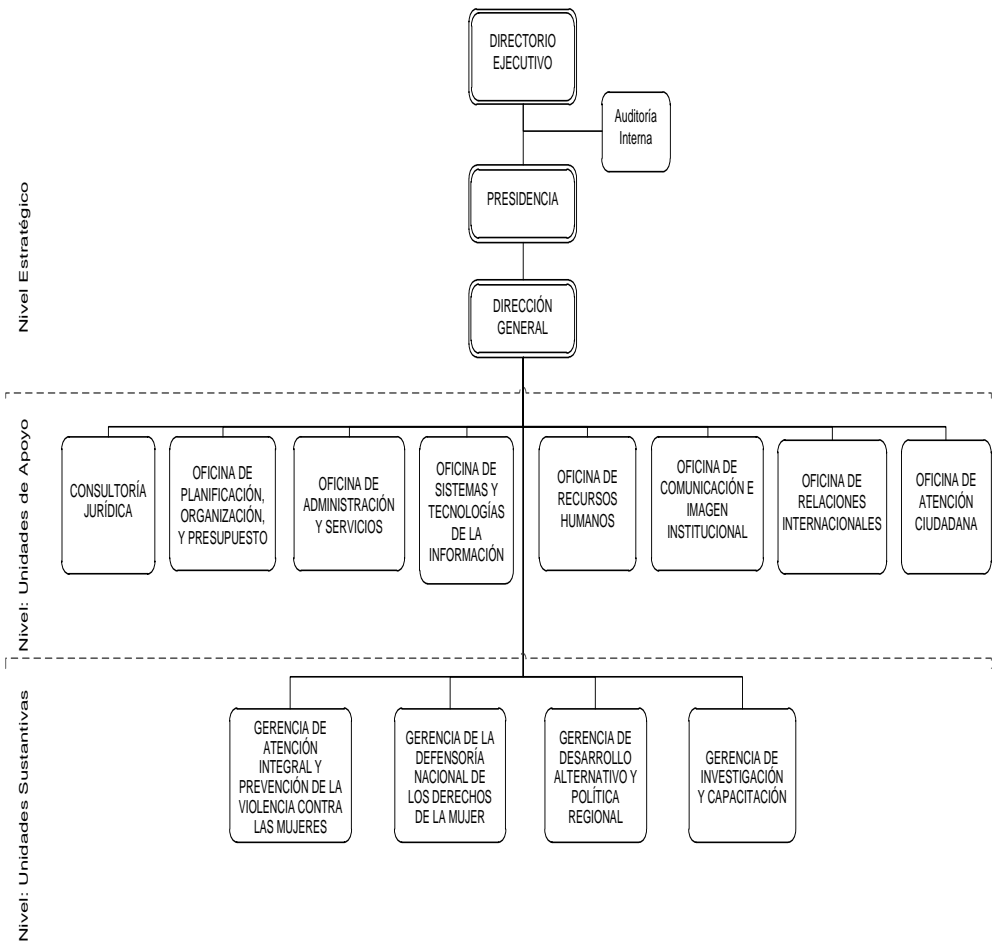 DIRECTORIO
EJECUTIVO
Auditoría
Interna
PRESIDENCIA
DIRECCIÓN
GENERAL
Nivel Estratégico
CONSULTORÍA
JURÍDICA
OFICINA DE
PLANIFICACIÓN,
ORGANIZACIÓN,
Y PRESUPUESTO
OFICINA DE
ADMINISTRACIÓN
Y SERVICIOS
OFICINA DE
SISTEMAS Y
TECNOLOGÍAS
DE LA
INFORMACIÓN
OFICINA DE
RECURSOS
HUMANOS
OFICINA DE
COMUNICACIÓN E
IMAGEN
INSTITUCIONAL
OFICINA DE
RELACIONES
INTERNACIONALES
OFICINA DE
ATENCIÓN
CIUDADANA
Nivel: Unidades de Apoyo
GERENCIA DE
ATENCIÓN
INTEGRAL Y
PREVENCIÓN DE LA
VIOLENCIA CONTRA
LAS MUJERES
GERENCIA DE LA
DEFENSORÍA
NACIONAL DE
LOS DERECHOS
DE LA MUJER
GERENCIA DE
DESARROLLO
ALTERNATIVO Y
POLÍTICA
REGIONAL
GERENCIA DE
INVESTIGACIÓN
Y CAPACITACIÓN
Nivel: Unidades Sustantivas